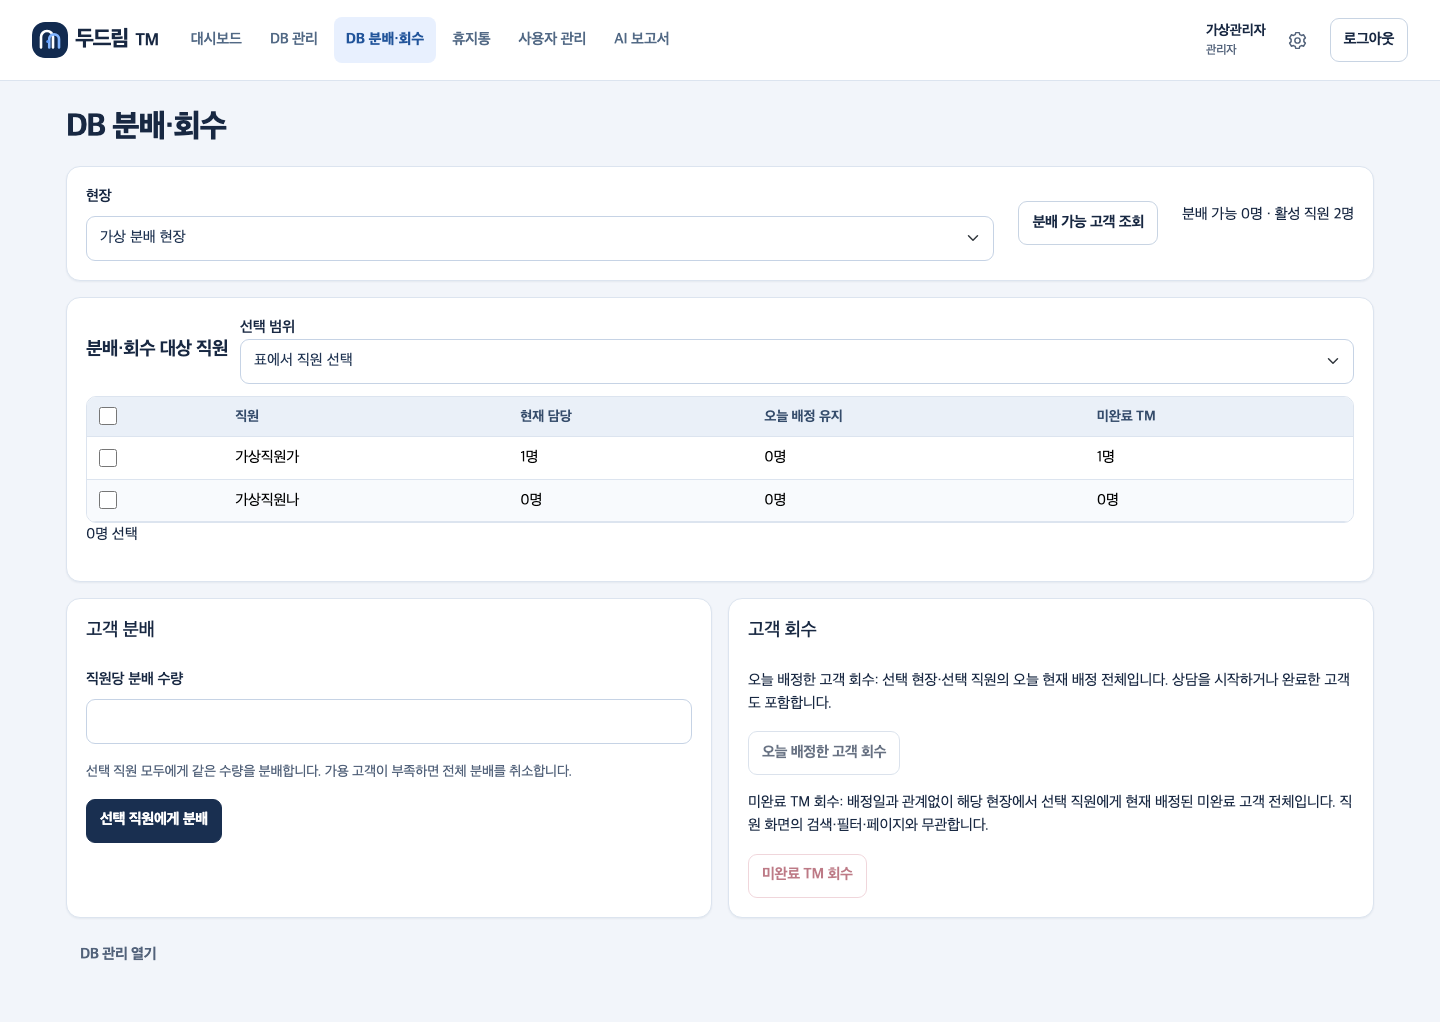 두드림 TM
대시보드
DB 관리
DB 분배·회수
휴지통
사용자 관리
AI 보고서
가상관리자
관리자
로그아웃
DB 분배·회수
현장
가상 분배 현장
분배 가능 고객 조회
분배 가능 0명 · 활성 직원 2명
분배·회수 대상 직원
선택 범위
표에서 직원 선택
직원 현재 담당 오늘 배정 유지 미완료 TM
가상직원가 1명 0명 1명
가상직원나 0명 0명 0명
0명 선택
고객 분배
직원당 분배 수량
선택 직원 모두에게 같은 수량을 분배합니다. 가용 고객이 부족하면 전체 분배를 취소합니다.
선택 직원에게 분배
고객 회수
오늘 배정한 고객 회수: 선택 현장·선택 직원의 오늘 현재 배정 전체입니다. 상담을 시작하거나 완료한 고객
도 포함합니다.
오늘 배정한 고객 회수
미완료 TM 회수: 배정일과 관계없이 해당 현장에서 선택 직원에게 현재 배정된 미완료 고객 전체입니다. 직
원 화면의 검색·필터·페이지와 무관합니다.
미완료 TM 회수
DB 관리 열기